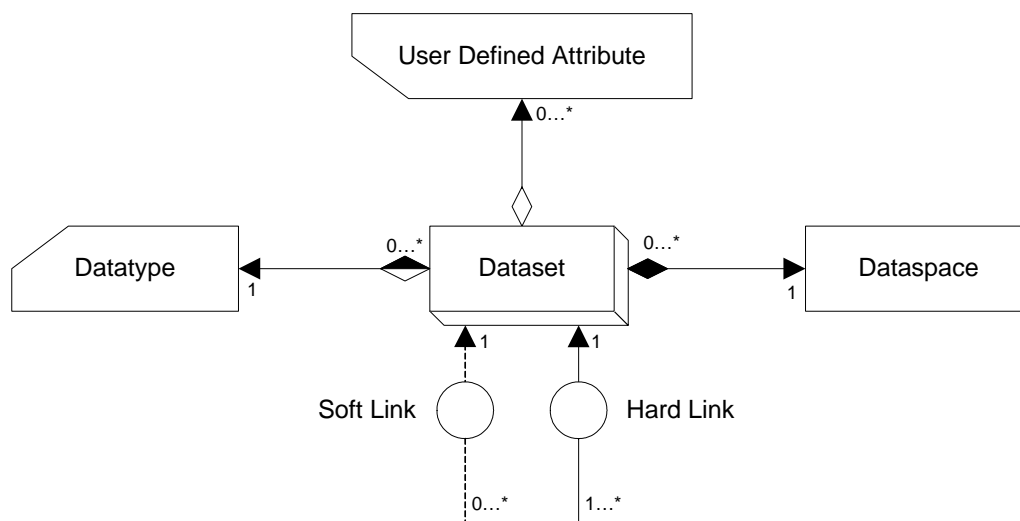 User Defined Attribute
0...*
0...*
0...*
Datatype
Dataset
Dataspace
1
1
1
1
Soft Link
Hard Link
0...*
1...*